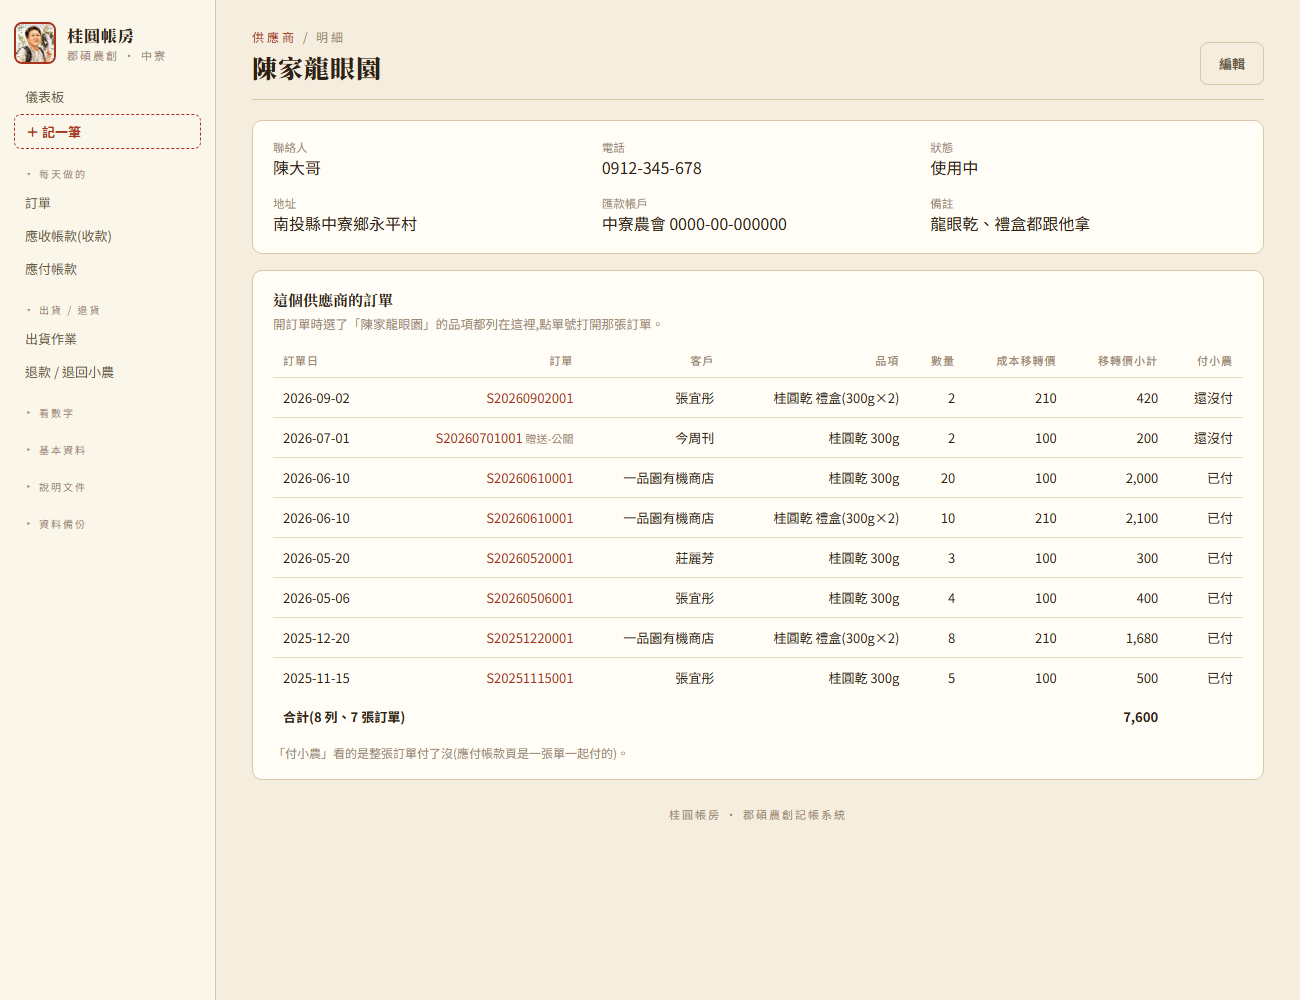 桂圓帳房
郡碩農創 · 中寮
儀表板
＋ 記一筆
每天做的
訂單
應收帳款(收款)
應付帳款
出貨 / 退貨
出貨作業
退款 / 退回小農
看數字
基本資料
說明文件
資料備份
供應商 / 明細
陳家龍眼園
編輯
聯絡人 電話 狀態
陳大哥 0912-345-678 使用中
地址 匯款帳戶 備註
南投縣中寮鄉永平村 中寮農會 0000-00-000000 龍眼乾、禮盒都跟他拿
這個供應商的訂單
開訂單時選了「陳家龍眼園」的品項都列在這裡,點單號打開那張訂單。
訂單日 訂單 客戶 品項 數量 成本移轉價 移轉價小計 付小農
2026-09-02 S20260902001 張宜彤 桂圓乾 禮盒(300g×2) 2 210 420 還沒付
2026-07-01 S20260701001 贈送·公關 今周刊 桂圓乾 300g 2 100 200 還沒付
2026-06-10 S20260610001 一品園有機商店 桂圓乾 300g 20 100 2,000 已付
2026-06-10 S20260610001 一品園有機商店 桂圓乾 禮盒(300g×2) 10 210 2,100 已付
2026-05-20 S20260520001 莊麗芳 桂圓乾 300g 3 100 300 已付
2026-05-06 S20260506001 張宜彤 桂圓乾 300g 4 100 400 已付
2025-12-20 S20251220001 一品園有機商店 桂圓乾 禮盒(300g×2) 8 210 1,680 已付
2025-11-15 S20251115001 張宜彤 桂圓乾 300g 5 100 500 已付
合計(8 列、7 張訂單) 7,600
「付小農」看的是整張訂單付了沒(應付帳款頁是一張單一起付的)。
桂圓帳房 · 郡碩農創記帳系統